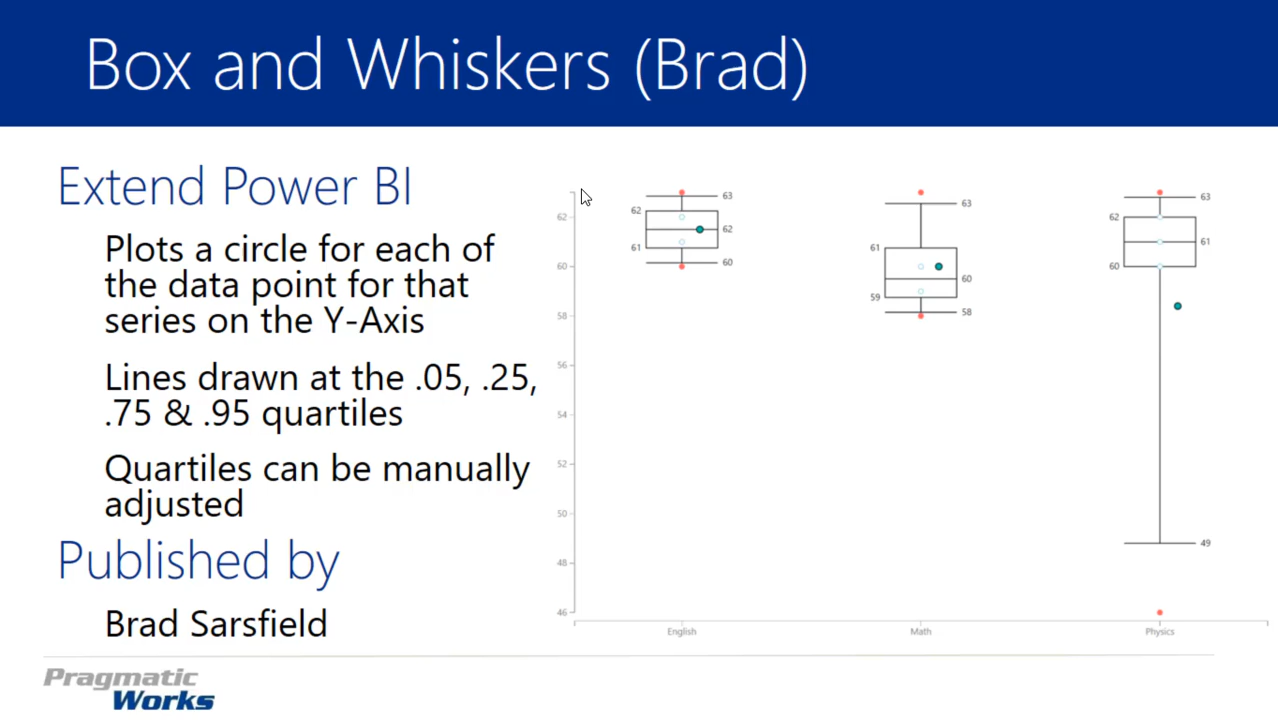 Box and Whiskers (Brad)
Extend Power BI
Plots a circle for each of
the data point for that
series on the Y-Axis
Lines drawn at the .05, .25,
.75 & .95 quartiles
Quartiles can be manually
adjusted
Published by
Brad Sarsfield
62
60
58
56
54
52
50
48
46
63
62
62
61
60
63
61
60
59
58
63
62
61
60
49
English
Math
Physics
Pragmatic
Works